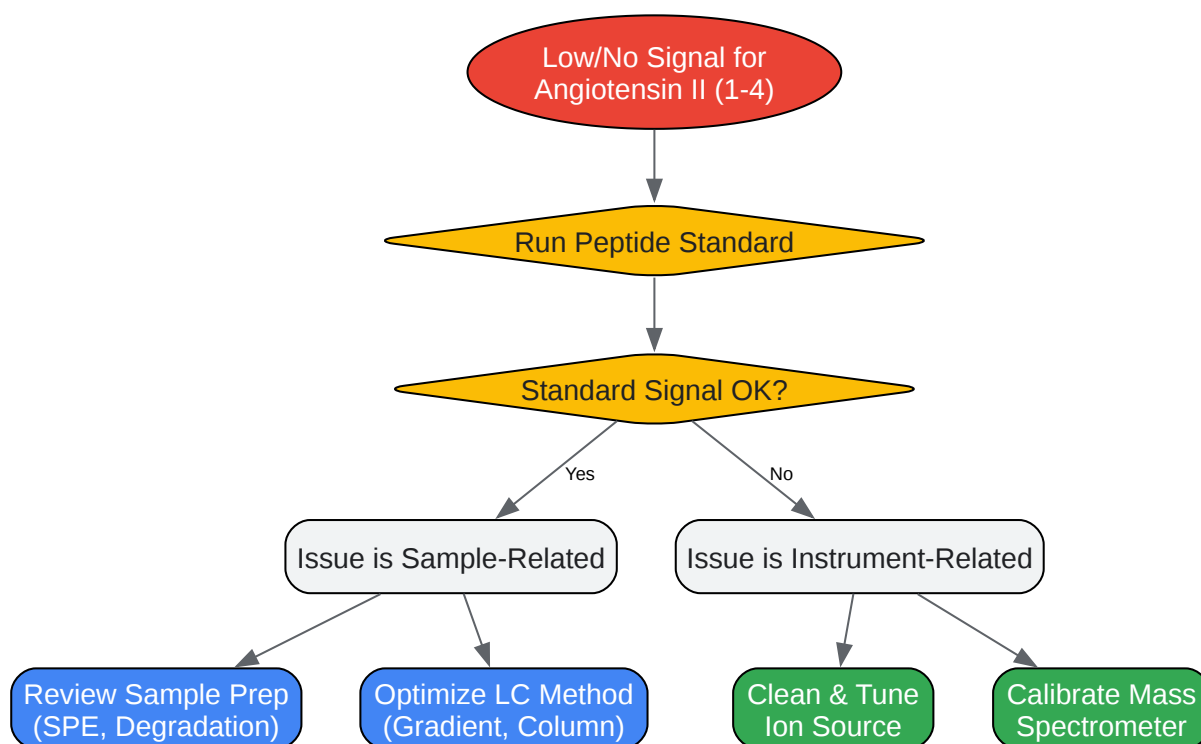 Low/No Signal for
Angiotensin II (1-4)
Run Peptide Standard
Standard Signal OK?
Yes
No
Issue is Sample-Related
Issue is Instrument-Related
Review Sample Prep
(SPE, Degradation)
Optimize LC Method
(Gradient, Column)
Clean & Tune
Ion Source
Calibrate Mass
Spectrometer